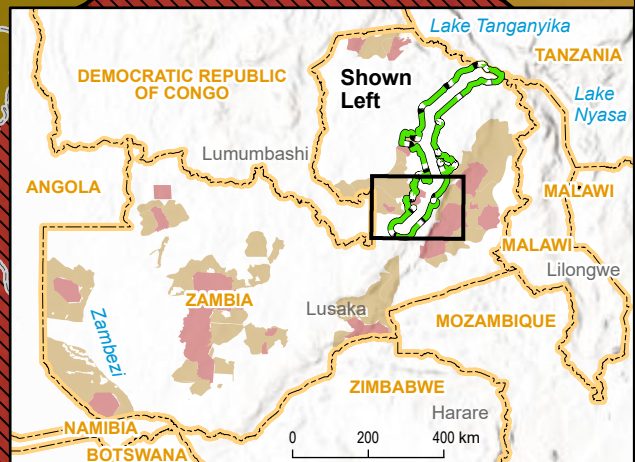 Lake Tanganyika
TANZANIA
DEMOCRATIC REPUBLIC
OF CONGO
Shown
Left
Lake
Nyasa
Lumumbashi
ANGOLA
MALAWI
MALAWI
Lilongwe
ZAMBIA
Lusaka
MOZAMBIQUE
Zambezi
ZIMBABWE
Harare
NAMIBIA
BOTSWANA
0 200 400 km